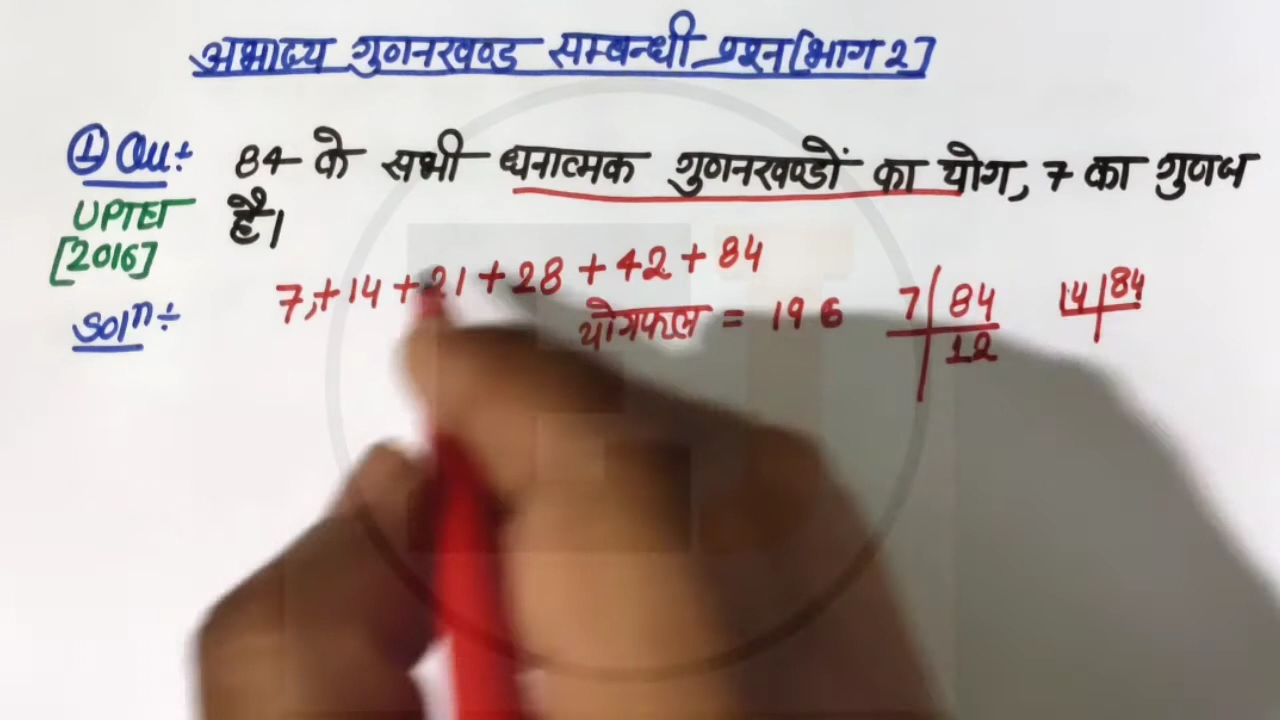 अभाज्य गुणनखण्ड सम्बन्धी प्रश्न [भाग 2]
① Qu÷ 84 के सभी धनात्मक गुणनखण्डों का योग, 7 का गुणज
UPTET है।
[2016]
7,+14+21+28+42+84
Solⁿ÷ योगफल = 196
7 84
12
14 84